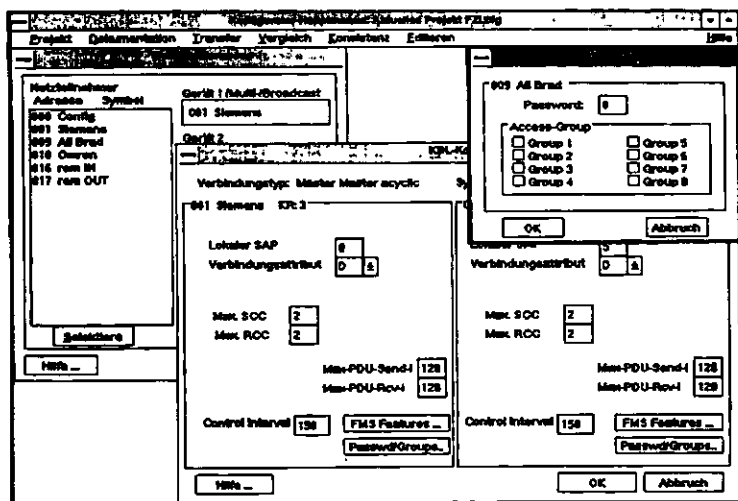 Aktuelles Projekt
Projekt Dokumentation Transfer Vergleich Konsistenz Editieren Hilfe
Netzteilnehmer
Adresse Symbol
000 Config
001 Siemens
009 All Brad
010 Omron
016 rem IN
017 rem OUT
Selektiere
Hilfe ...
Gerät 1 /Multi-/Broadcast
001 Siemens
Gerät 2
Verbindungstyp: Master Master acyclic
001 Siemens KR: 3
Lokaler SAP 0
Verbindungsattribut D
Max. SCC 2
Max. RCC 2
Max-PDU-Send-l 128
Max-PDU-Rcv-l 128
Control Interval 150
FMS Features ...
Passwd/Groups..
Lokaler SAP
Verbindungsattribut D
Max. SCC 2
Max. RCC 2
Max-PDU-Send-l 128
Max-PDU-Rcv-l 128
Control Interval 150
FMS Features ...
Passwd/Groups..
Hilfe ...
OK Abbruch
009 All Brad
Password: 0
Access-Group
Group 1 Group 5
Group 2 Group 6
Group 3 Group 7
Group 4 Group 8
OK Abbruch